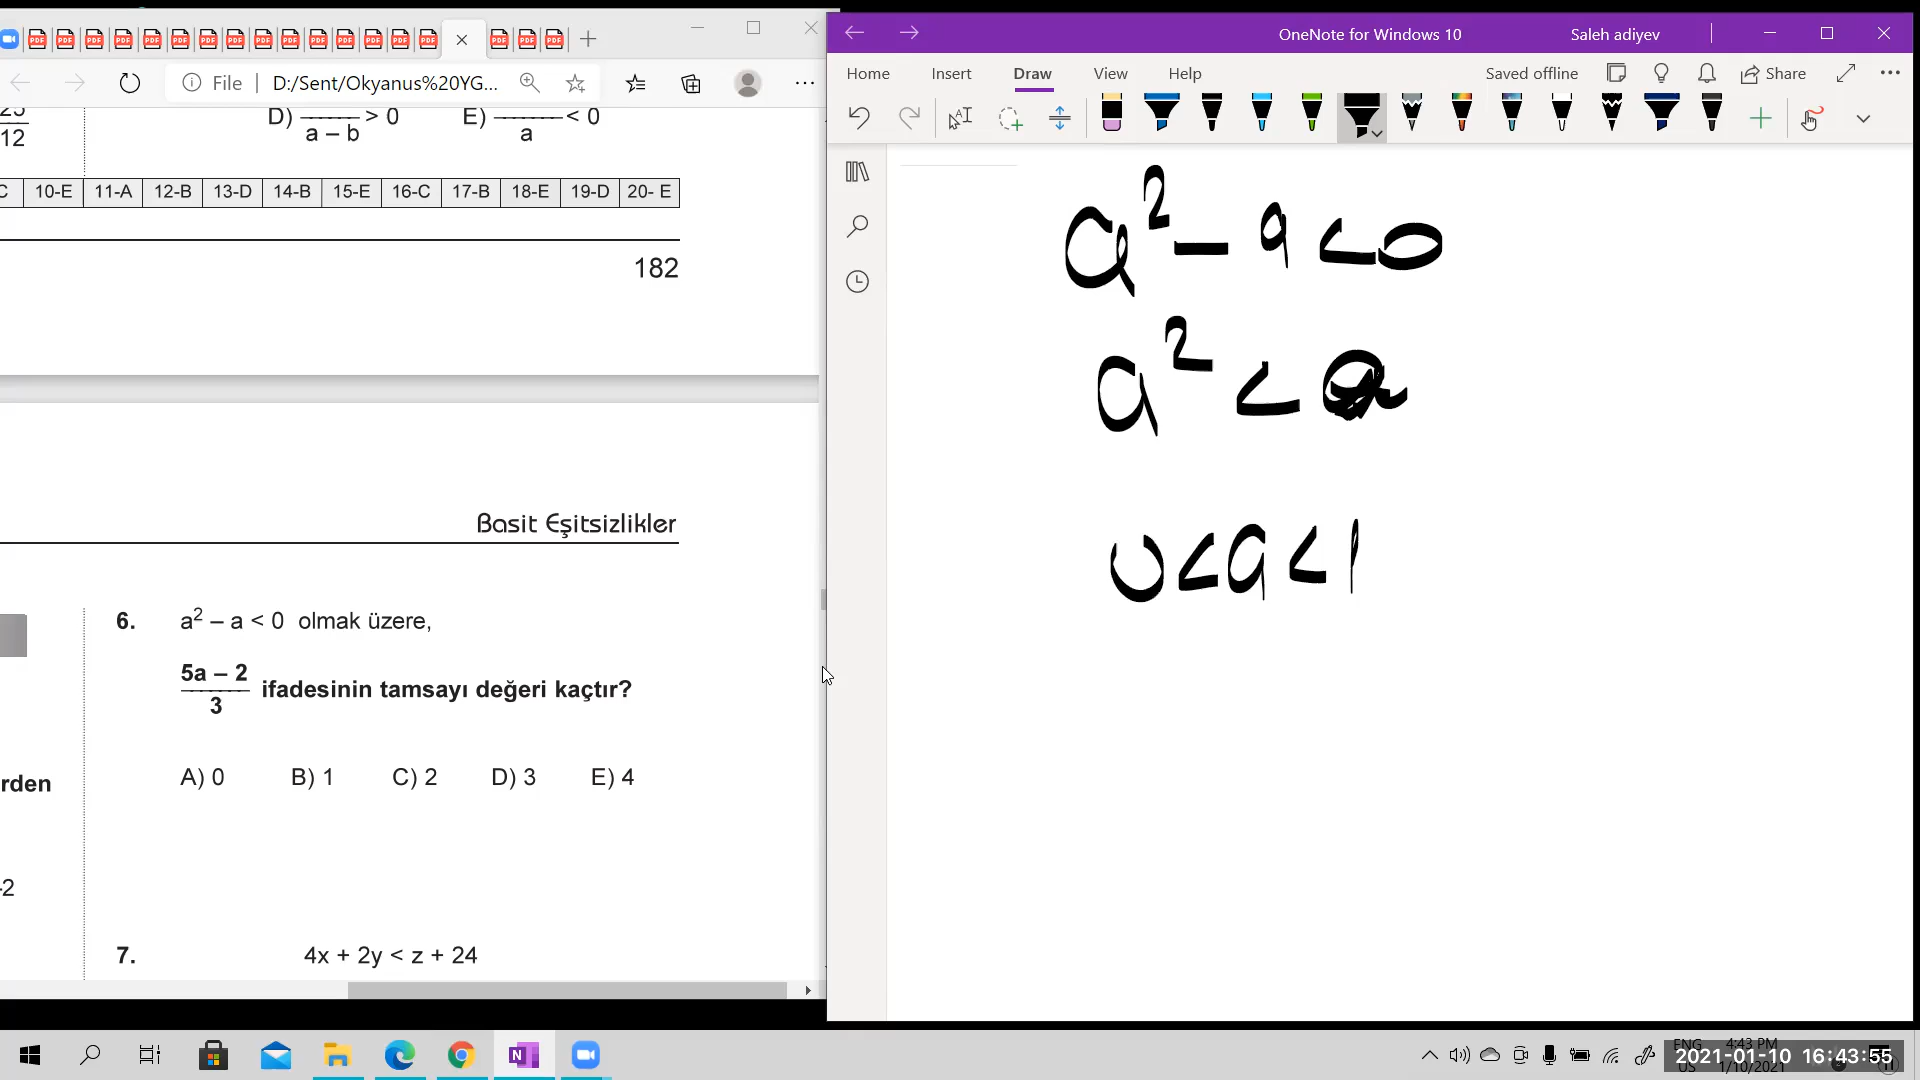 File D:/Sent/Okyanus%20YG...
25
12
D) a – b > 0 E) a < 0
C 10-E 11-A 12-B 13-D 14-B 15-E 16-C 17-B 18-E 19-D 20- E
182
Basit Eşitsizlikler
6. a² – a < 0 olmak üzere,
5a – 2
3
ifadesinin tamsayı değeri kaçtır?
A) 0 B) 1 C) 2 D) 3 E) 4
rden
-2
7. 4x + 2y < z + 24
OneNote for Windows 10 Saleh adiyev
Home Insert Draw View Help Saved offline Share
a² – a < 0
a² < a
0 < a < 1
ENG 4:43 PM
US 1/10/2021
2021-01-10 16:43:55